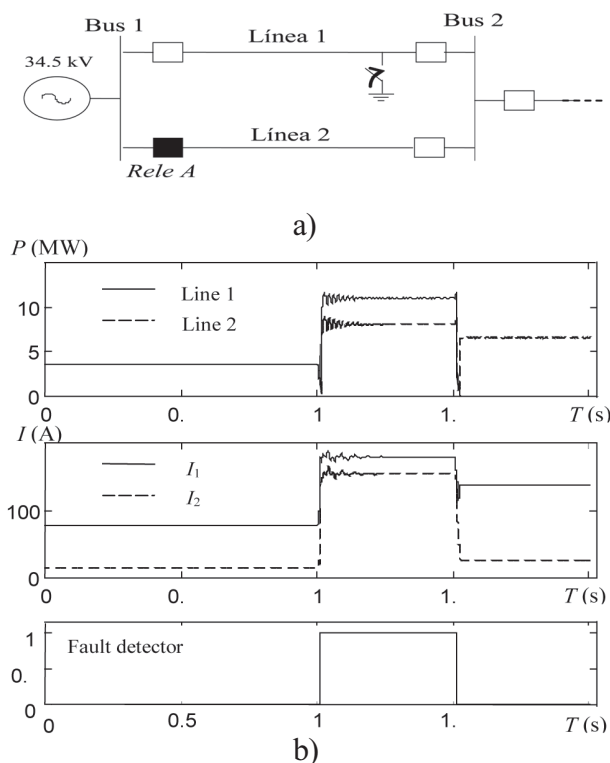 Bus 1
Bus 2
Línea 1
34.5 kV
Línea 2
Rele A
a)
P (MW)
10
5
0
Line 1
Line 2
0
0.
1
1.
T (s)
I (A)
100
0
I₁
I₂
0
0.
1
1.
T (s)
1
0.
0
Fault detector
0
0.5
1
1.
T (s)
b)